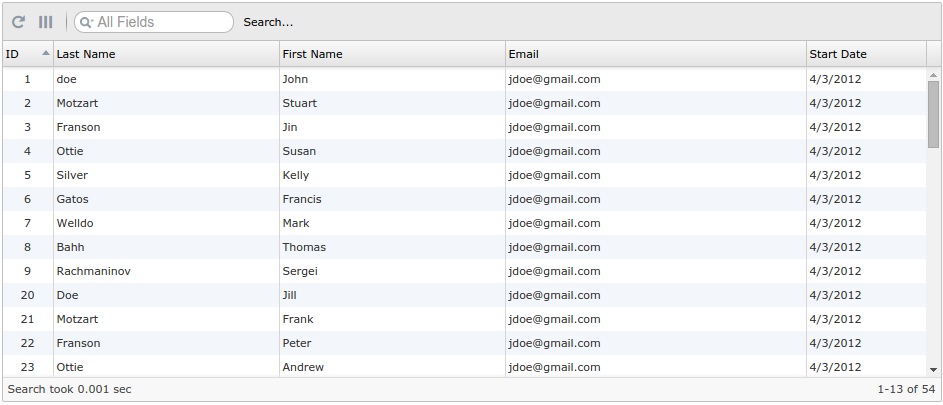 All Fields Search...
ID Last Name First Name Email Start Date
1 doe John jdoe@gmail.com 4/3/2012
2 Motzart Stuart jdoe@gmail.com 4/3/2012
3 Franson Jin jdoe@gmail.com 4/3/2012
4 Ottie Susan jdoe@gmail.com 4/3/2012
5 Silver Kelly jdoe@gmail.com 4/3/2012
6 Gatos Francis jdoe@gmail.com 4/3/2012
7 Welldo Mark jdoe@gmail.com 4/3/2012
8 Bahh Thomas jdoe@gmail.com 4/3/2012
9 Rachmaninov Sergei jdoe@gmail.com 4/3/2012
20 Doe Jill jdoe@gmail.com 4/3/2012
21 Motzart Frank jdoe@gmail.com 4/3/2012
22 Franson Peter jdoe@gmail.com 4/3/2012
23 Ottie Andrew jdoe@gmail.com 4/3/2012
Search took 0.001 sec 1-13 of 54